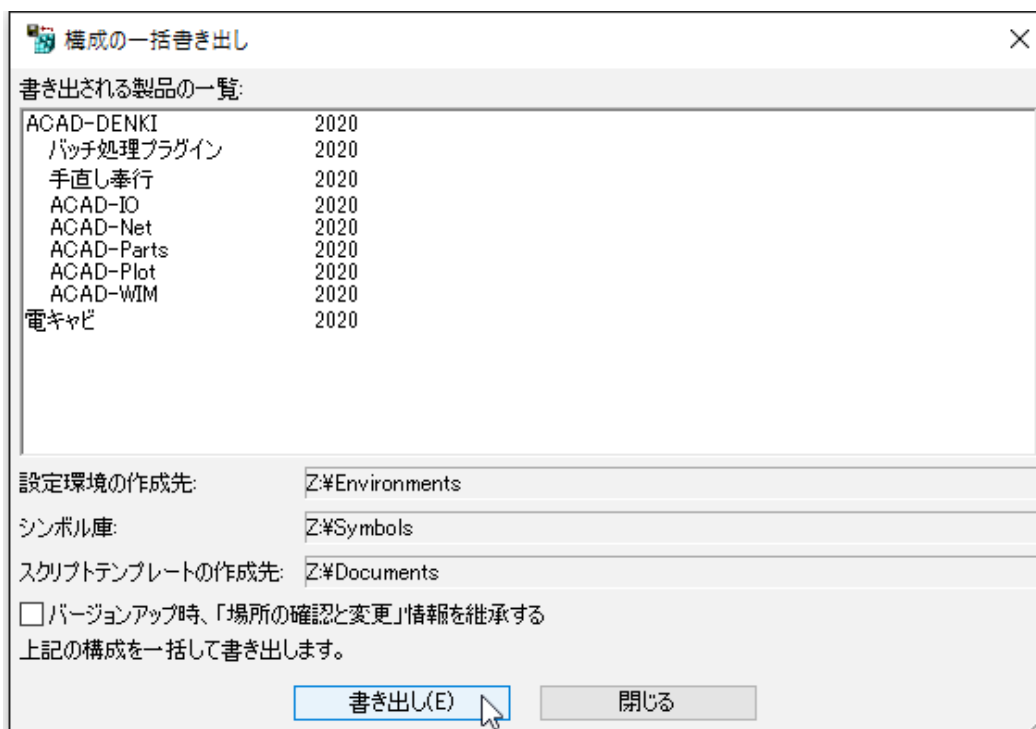 構成の一括書き出し
書き出される製品の一覧:
ACAD-DENKI 2020
バッチ処理プラグイン 2020
手直し奉行 2020
ACAD-IO 2020
ACAD-Net 2020
ACAD-Parts 2020
ACAD-Plot 2020
ACAD-WIM 2020
電キャビ 2020
設定環境の作成先: Z:¥Environments
シンボル庫: Z:¥Symbols
スクリプトテンプレートの作成先: Z:¥Documents
バージョンアップ時、「場所の確認と変更」情報を継承する
上記の構成を一括して書き出します。
書き出し(E) 閉じる